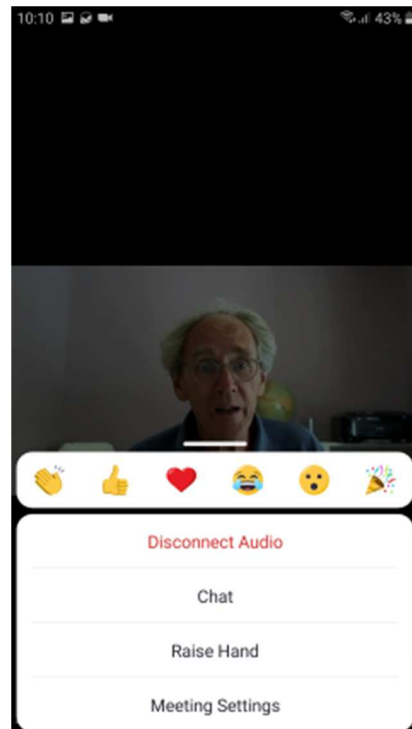 10:10 43%
Disconnect Audio
Chat
Raise Hand
Meeting Settings